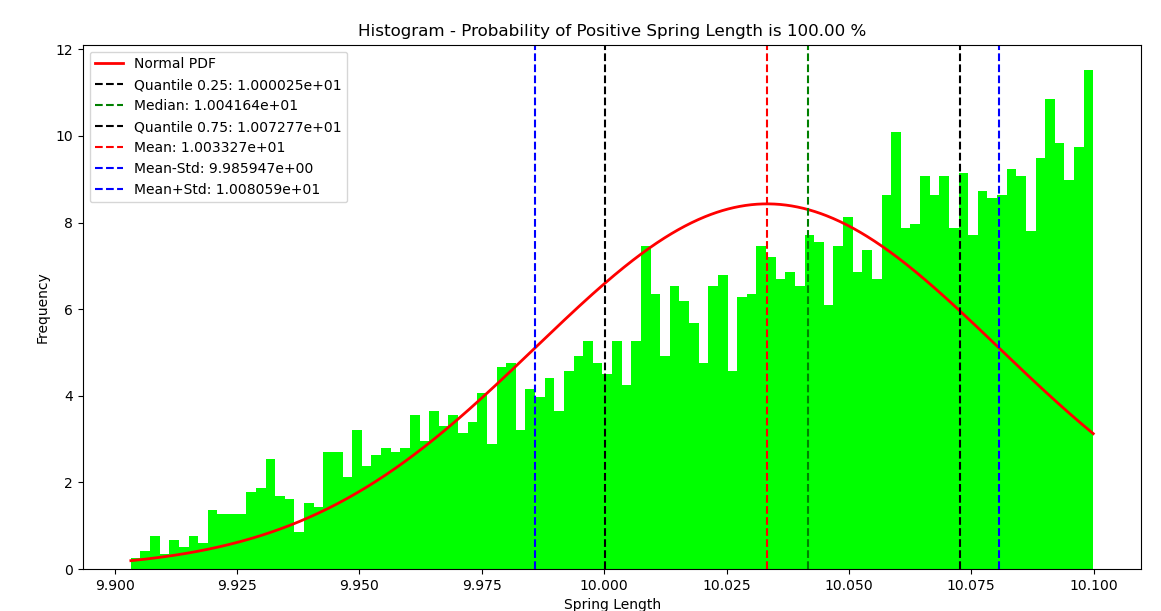 Histogram - Probability of Positive Spring Length is 100.00 %
12
10
8
6
4
2
0
Frequency
Normal PDF
Quantile 0.25: 1.000025e+01
Median: 1.004164e+01
Quantile 0.75: 1.007277e+01
Mean: 1.003327e+01
Mean-Std: 9.985947e+00
Mean+Std: 1.008059e+01
9.900 9.925 9.950 9.975 10.000 10.025 10.050 10.075 10.100
Spring Length